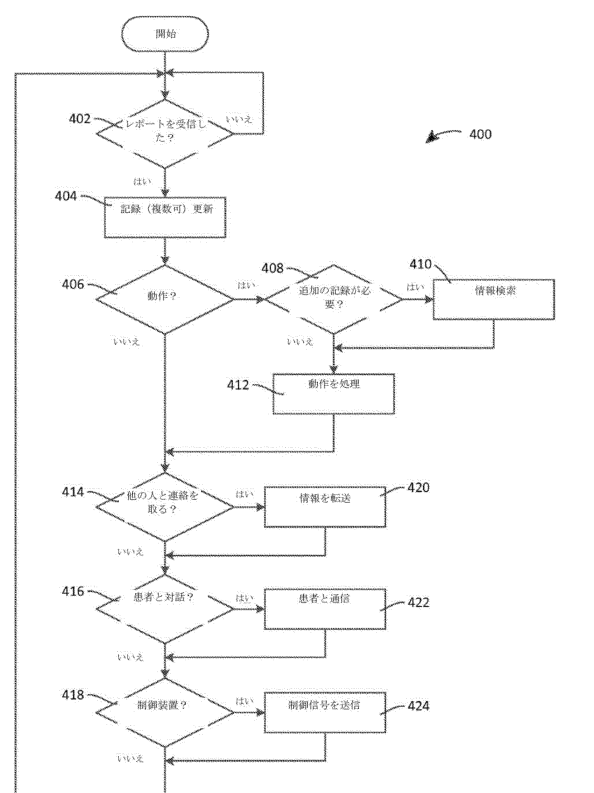 開始
402
レポートを受信し
た？
いいえ
400
はい
404
記録（複数可）更新
406
動作？
はい
408
追加の記録が必
要？
はい
410
情報検索
いいえ
いいえ
412
動作を処理
414
他の人と連絡を
取る？
はい
情報を転送
420
いいえ
416
患者と対話？
はい
患者と通信
422
いいえ
418
制御装置？
はい
制御信号を送信
424
いいえ